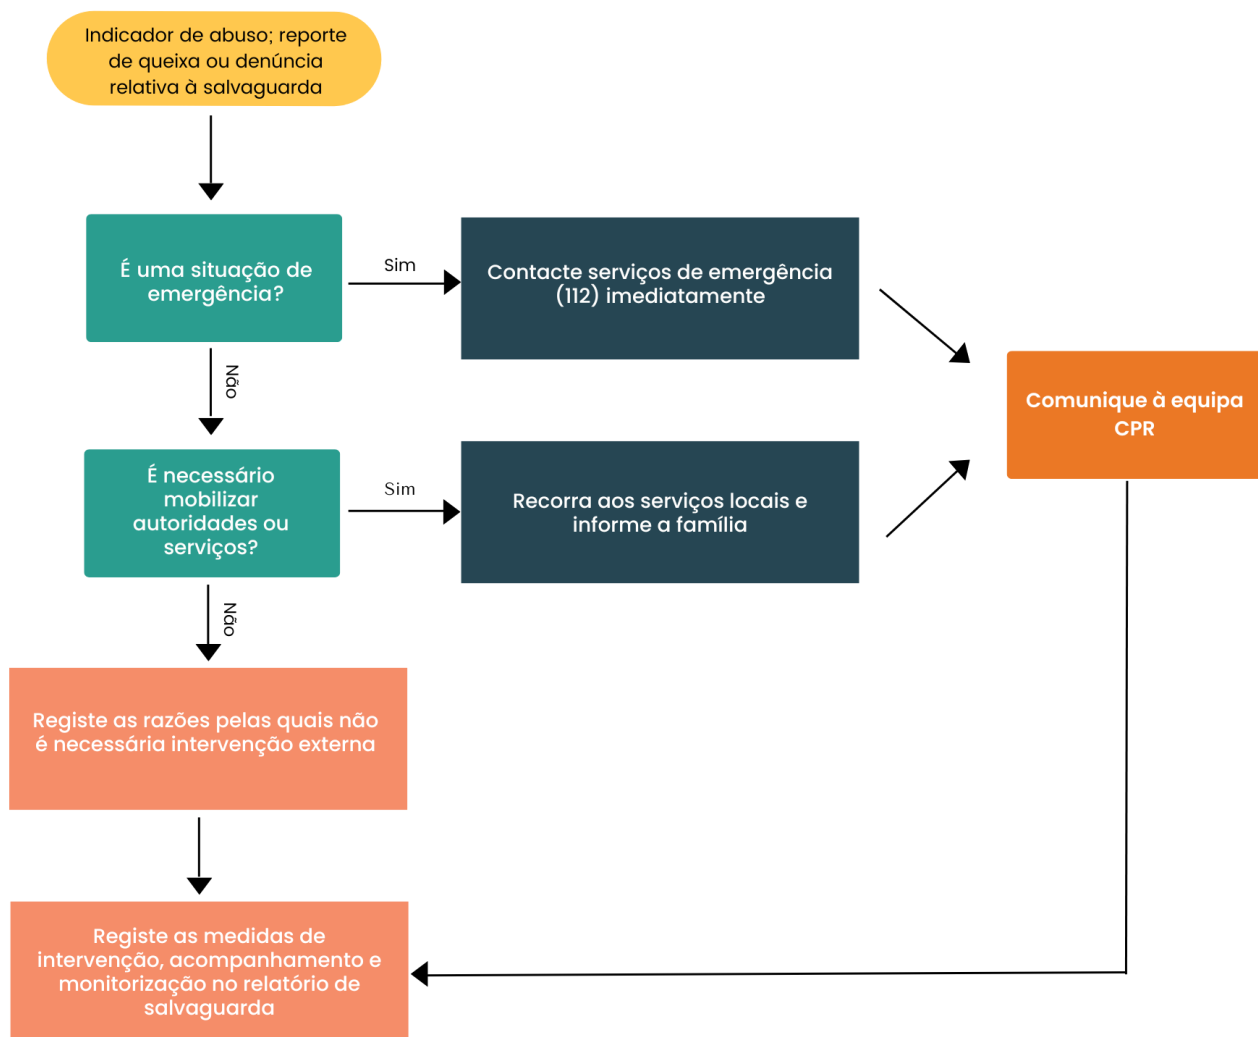 Indicador de abuso; reporte
de queixa ou denúncia
relativa à salvaguarda
É uma situação de
emergência?
Sim
Contacte serviços de emergência
(112) imediatamente
Não
Comunique à equipa
CPR
É necessário
mobilizar
autoridades ou
serviços?
Sim
Recorra aos serviços locais e
informe a família
Não
Registe as razões pelas quais não
é necessária intervenção externa
Registe as medidas de
intervenção, acompanhamento e
monitorização no relatório de
salvaguarda